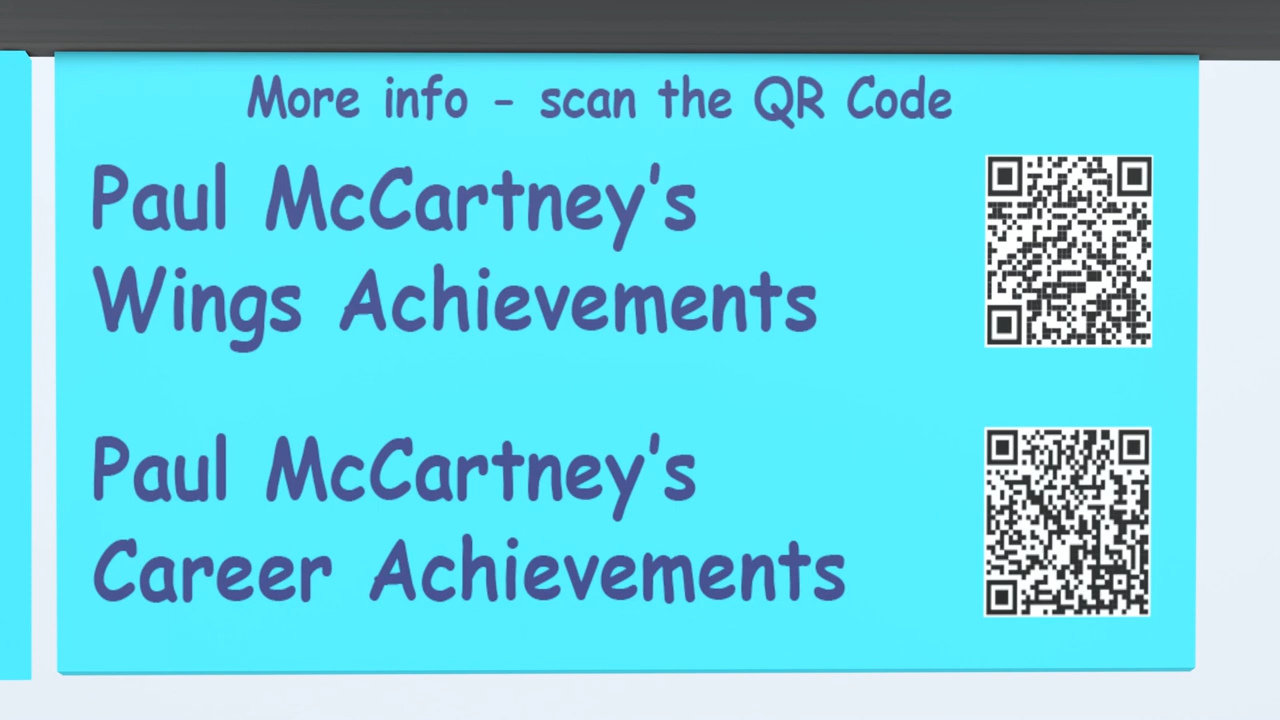 More info - scan the QR Code
Paul McCartney's
Wings Achievements
Paul McCartney's
Career Achievements